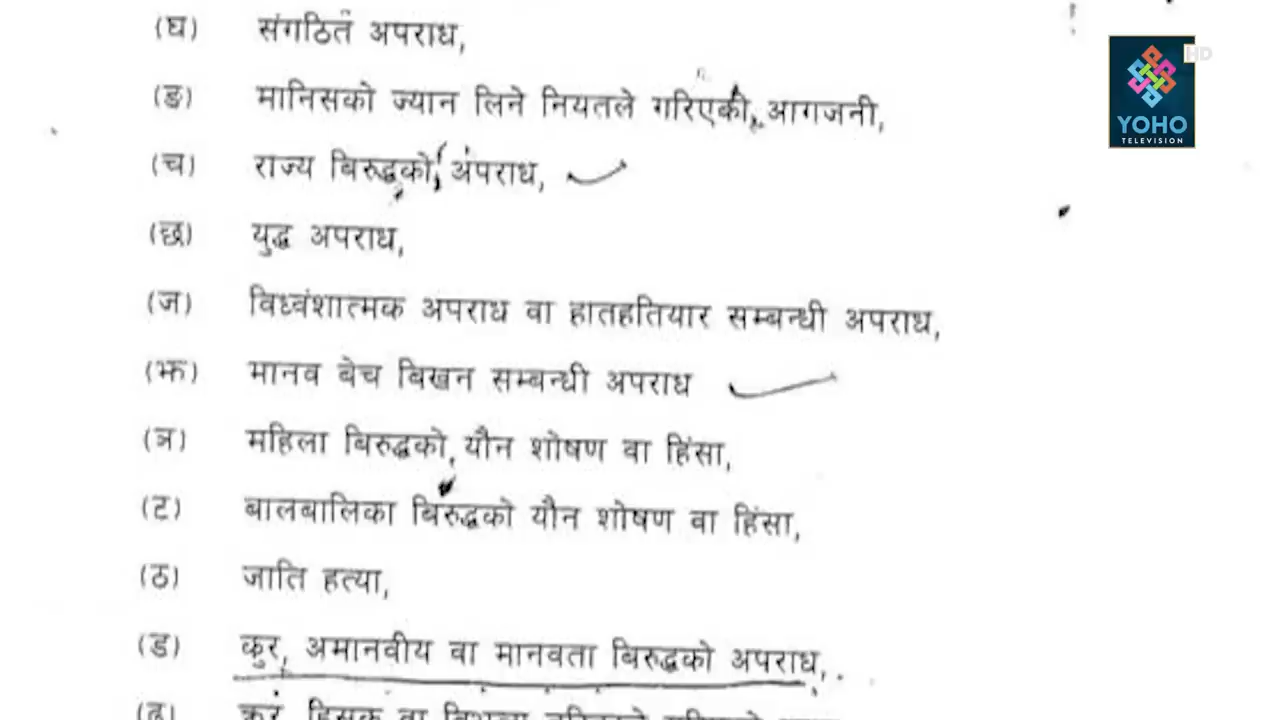 (घ) संगठित अपराध,
(ङ) मानिसको ज्यान लिने नियतले गरिएको, आगजनी,
(च) राज्य बिरुद्धको, अपराध,
(छ) युद्ध अपराध,
(ज) विध्वंशात्मक अपराध वा हातहतियार सम्बन्धी अपराध,
(झ) मानव बेच बिखन सम्बन्धी अपराध
(ञ) महिला बिरुद्धको, यौन शोषण वा हिंसा,
(ट) बालबालिका बिरुद्धको यौन शोषण वा हिंसा,
(ठ) जाति हत्या,
(ड) कुर, अमानवीय वा मानवता बिरुद्धको अपराध,
YOHO
TELEVISION
HD